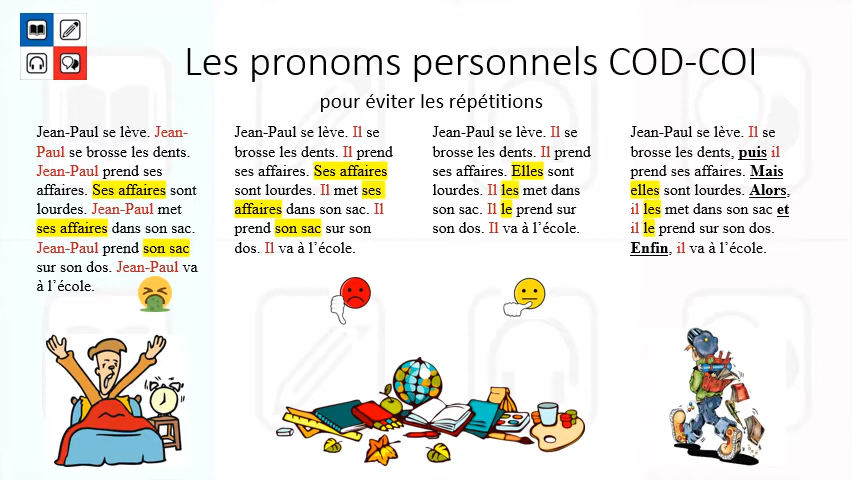 Les pronoms personnels COD-COI
pour éviter les répétitions
Jean-Paul se lève. Jean-
Paul se brosse les dents.
Jean-Paul prend ses
affaires. Ses affaires sont
lourdes. Jean-Paul met
ses affaires dans son sac.
Jean-Paul prend son sac
sur son dos. Jean-Paul va
à l’école.
Jean-Paul se lève. Il se
brosse les dents. Il prend
ses affaires. Ses affaires
sont lourdes. Il met ses
affaires dans son sac. Il
prend son sac sur son
dos. Il va à l’école.
Jean-Paul se lève. Il se
brosse les dents. Il prend
ses affaires. Elles sont
lourdes. Il les met dans
son sac. Il le prend sur
son dos. Il va à l’école.
Jean-Paul se lève. Il se
brosse les dents, puis il
prend ses affaires. Mais
elles sont lourdes. Alors,
il les met dans son sac et
il le prend sur son dos.
Enfin, il va à l’école.